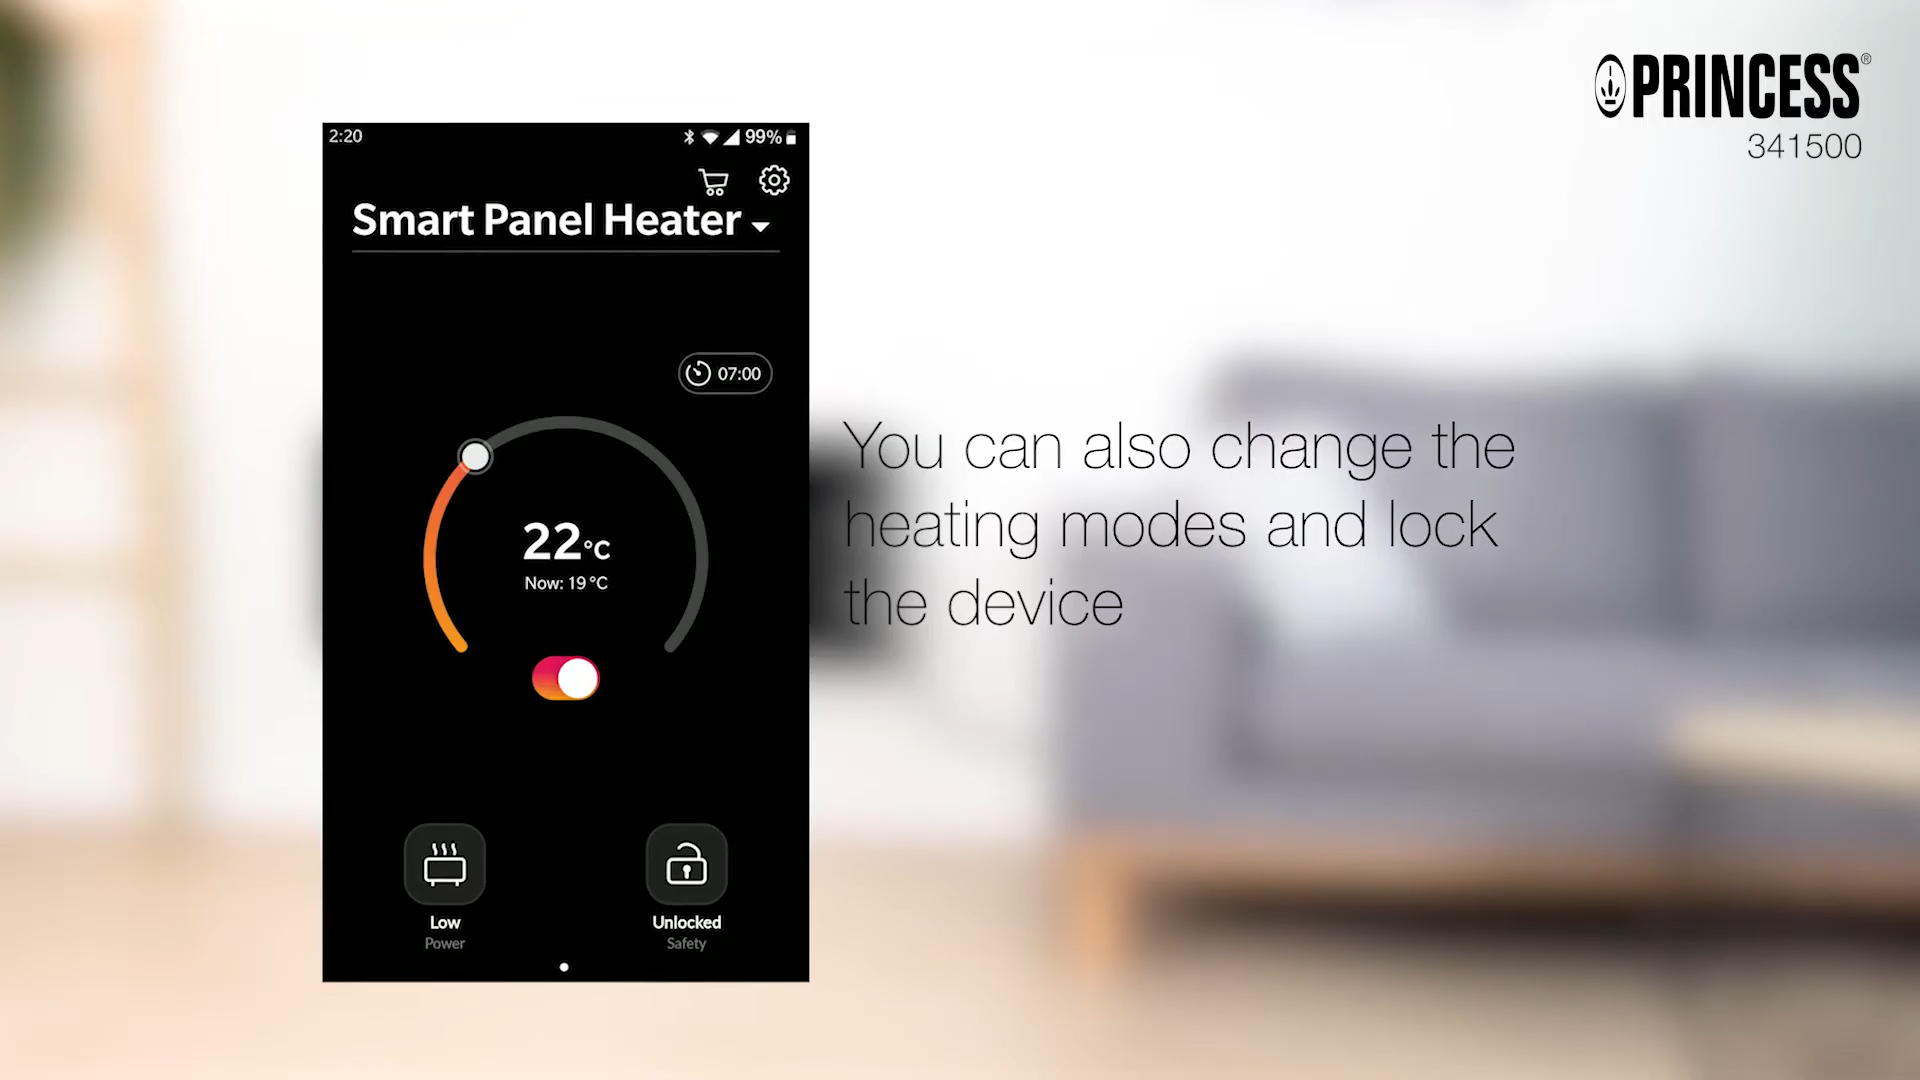 PRINCESS®
341500
2:20
99%
Smart Panel Heater
07:00
22°C
Now: 19°C
Low
Power
Unlocked
Safety
You can also change the
heating modes and lock
the device